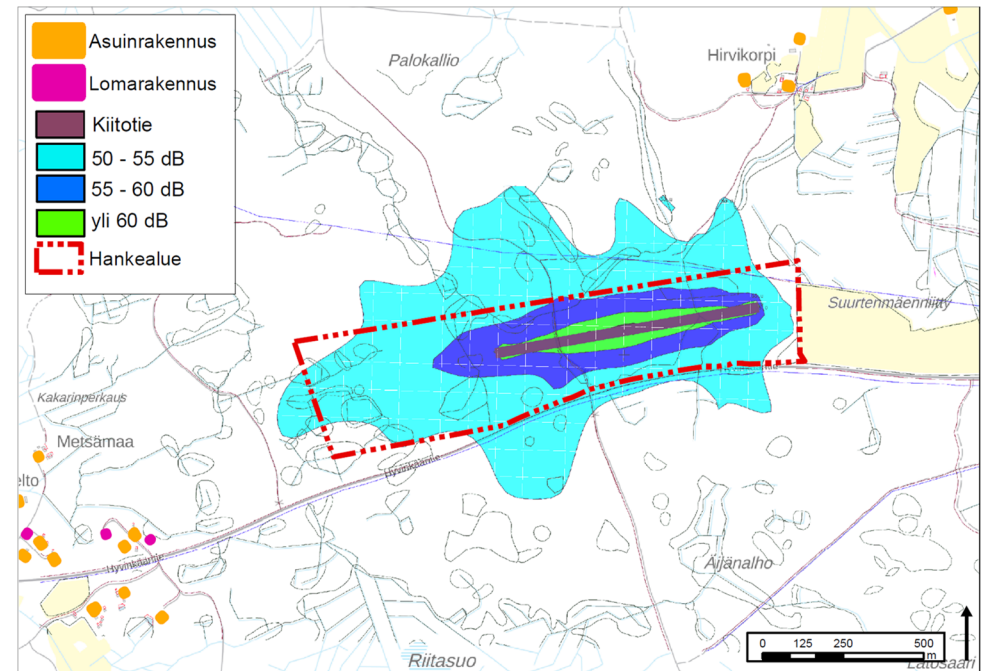 Asuinrakennus
Lomarakennus
Kiitotie
50 - 55 dB
55 - 60 dB
yli 60 dB
Hankealue
Palokallio
Hirvikorpi
Suurtenmäenniitty
Kakarinperkaus
Metsämaa
elto
Hyvinkääntie
Hyvinkääntie
Äijänalho
Riitasuo
Latosaari
0 125 250 500
m